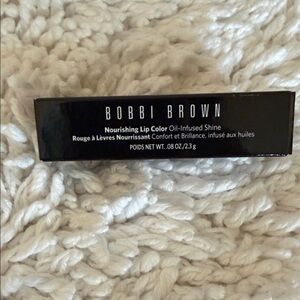 BOBBI BROWN
Nourishing Lip Color Oil-Infused Shine
Rouge à Lèvres Nourrissant Confort et Brillance, infusé aux huiles
POIDS NET WT. .08 OZ./2.3 g